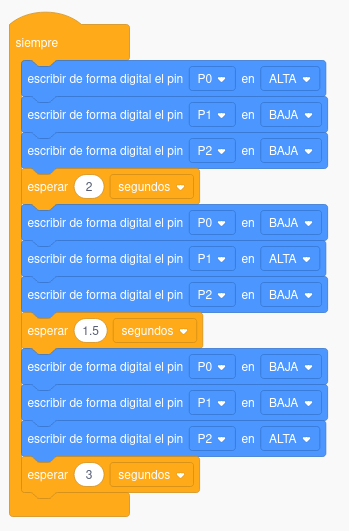 siempre
escribir de forma digital el pin P0 en ALTA
escribir de forma digital el pin P1 en BAJA
escribir de forma digital el pin P2 en BAJA
esperar 2 segundos
escribir de forma digital el pin P0 en BAJA
escribir de forma digital el pin P1 en ALTA
escribir de forma digital el pin P2 en BAJA
esperar 1.5 segundos
escribir de forma digital el pin P0 en BAJA
escribir de forma digital el pin P1 en BAJA
escribir de forma digital el pin P2 en ALTA
esperar 3 segundos